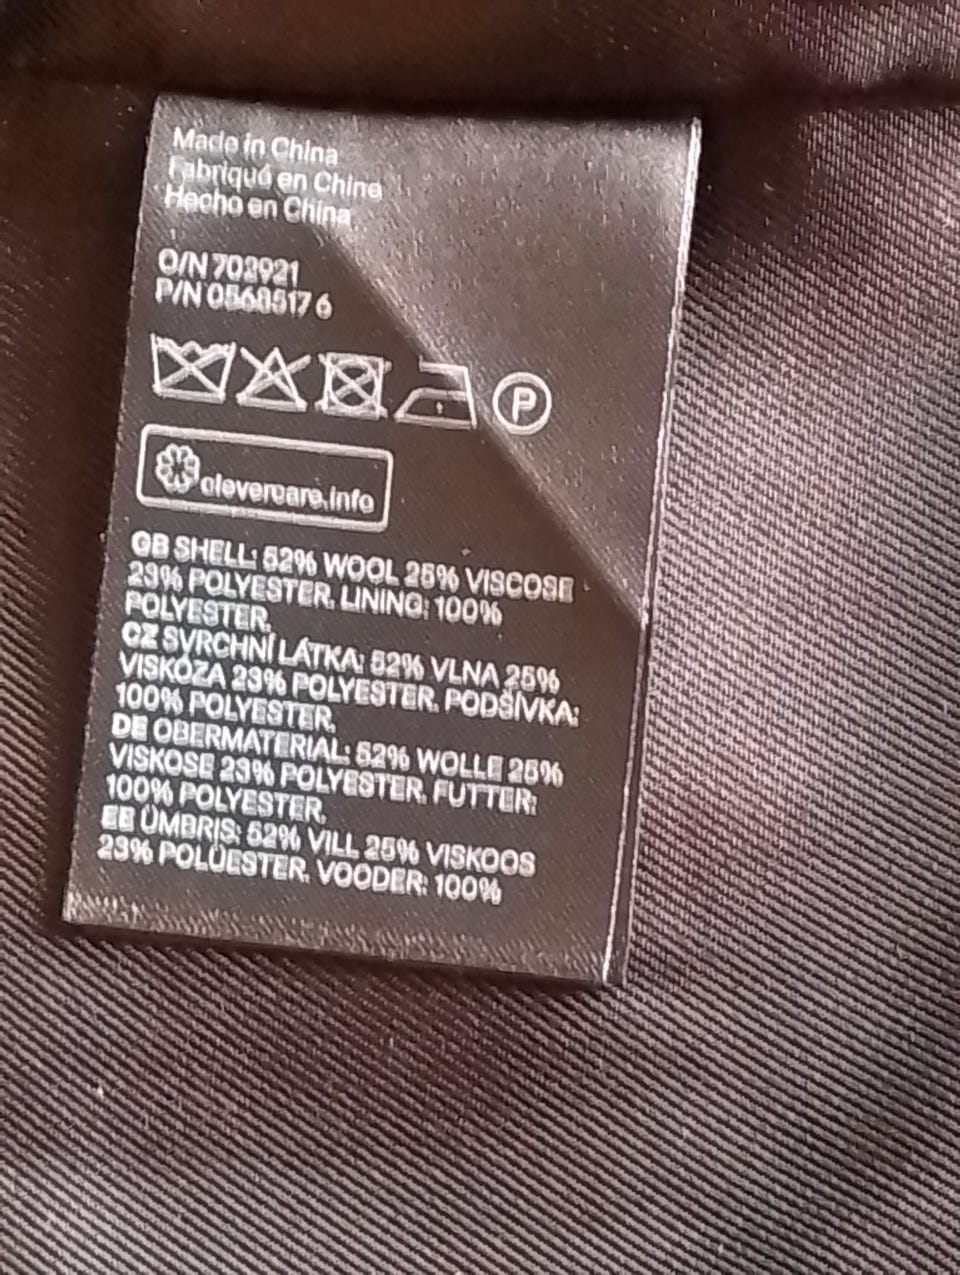 Made in China
Fabriqué en Chine
Hecho en China
O/N 702921
P/N 0568517 6
P
clevercare.info
GB SHELL: 52% WOOL 25% VISCOSE
23% POLYESTER. LINING: 100%
POLYESTER.
CZ SVRCHNÍ LÁTKA: 52% VLNA 25%
VISKÓZA 23% POLYESTER. PODŠÍVKA:
100% POLYESTER.
DE OBERMATERIAL: 52% WOLLE 25%
VISKOSE 23% POLYESTER. FUTTER:
100% POLYESTER.
EE ÜMBRIS: 52% VILL 25% VISKOOS
23% POLÜESTER. VOODER: 100%